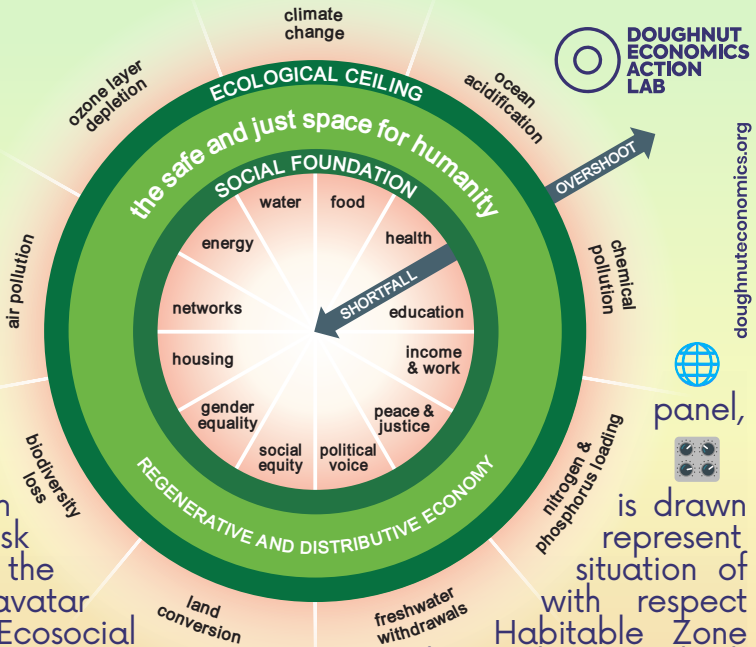 climate
change
ocean
acidification
chemical
pollution
nitrogen &
phosphorus loading
freshwater
withdrawals
land
conversion
biodiversity
loss
air pollution
ozone layer
depletion
ECOLOGICAL CEILING
the safe and just space for humanity
SOCIAL FOUNDATION
water
food
health
education
income
& work
peace &
justice
political
voice
social
equity
gender
equality
housing
networks
energy
SHORTFALL
OVERSHOOT
REGENERATIVE AND DISTRIBUTIVE ECONOMY
DOUGHNUT
ECONOMICS
ACTION
LAB
doughnuteconomics.org
panel,
is drawn
represent
situation of
with respect
Habitable Zone
sk
the
avatar
Ecosocial